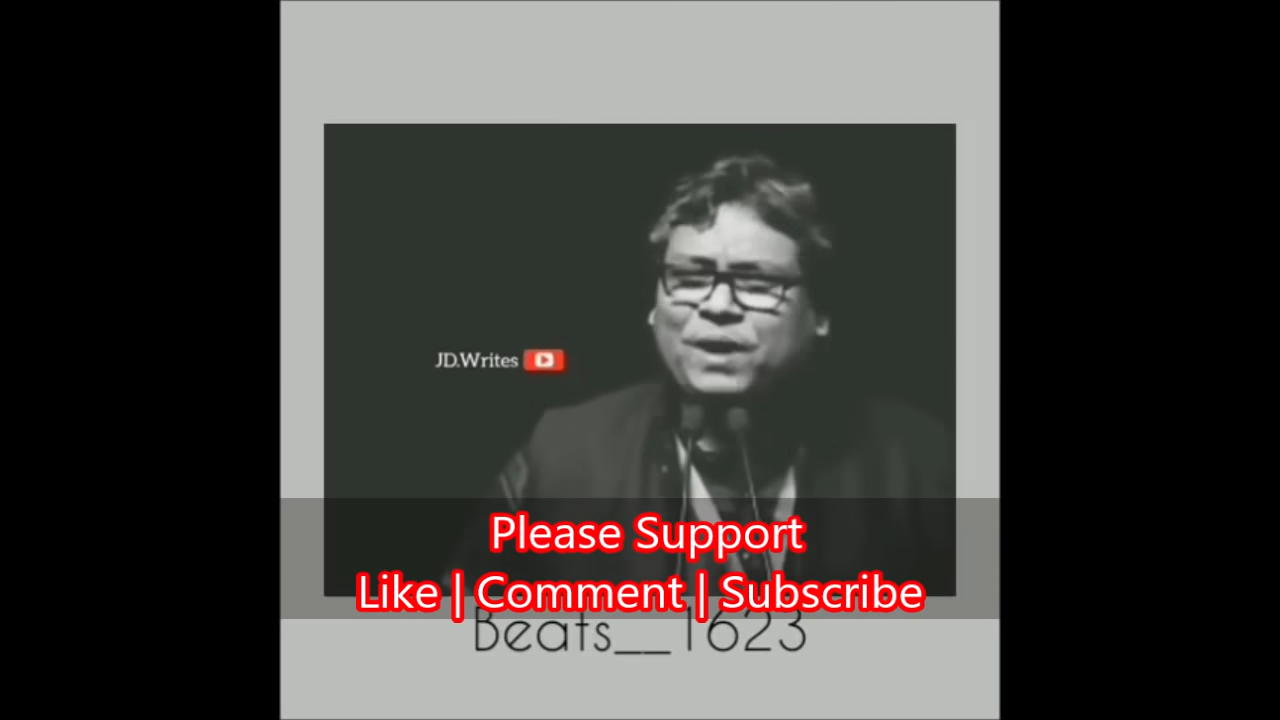 JD.Writes
Please Support
Like | Comment | Subscribe
Beats__1623